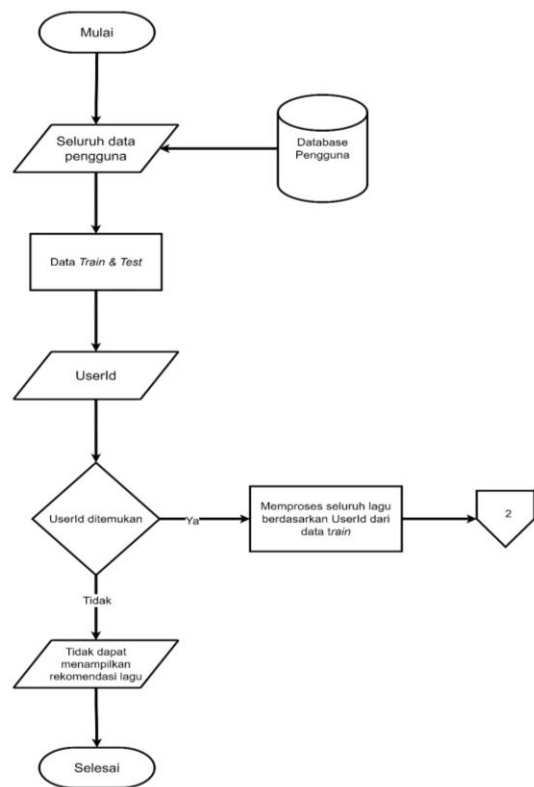 Mulai
Seluruh data
pengguna
Database
Pengguna
Data Train & Test
UserId
UserId ditemukan
Ya
Memproses seluruh lagu
berdasarkan UserId dari
data train
2
Tidak
Tidak dapat
menampilkan
rekomendasi lagu
Selesai